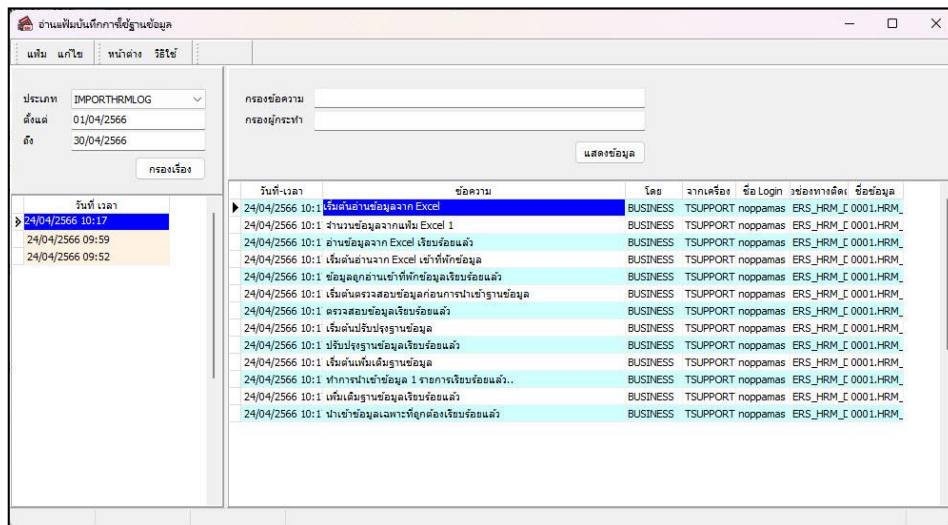 อ่านแฟ้มบันทึกการใช้ฐานข้อมูล
แฟ้ม แก้ไข หน้าต่าง วิธีใช้
ประเภท IMPORTHRMLOG
ตั้งแต่ 01/04/2566
ถึง 30/04/2566
กรองเรื่อง
กรองข้อความ
กรองผู้กระทำ
แสดงข้อมูล
วันที่ เวลา
24/04/2566 10:17
24/04/2566 09:59
24/04/2566 09:52
วันที่-เวลา ข้อความ โดย จากเครื่อง ชื่อ Login ชื่อข้อมูล
24/04/2566 10:1 เริ่มต้นอ่านข้อมูลจาก Excel BUSINESS TSUPPORT noppamas ERS_HRM_D 0001.HRM_
24/04/2566 10:1 จำนวนข้อมูลจากแฟ้ม Excel 1 BUSINESS TSUPPORT noppamas ERS_HRM_D 0001.HRM_
24/04/2566 10:1 อ่านข้อมูลจาก Excel เรียบร้อยแล้ว BUSINESS TSUPPORT noppamas ERS_HRM_D 0001.HRM_
24/04/2566 10:1 เริ่มต้นอ่านจาก Excel เข้าที่พักข้อมูล BUSINESS TSUPPORT noppamas ERS_HRM_D 0001.HRM_
24/04/2566 10:1 ข้อมูลถูกอ่านเข้าที่พักข้อมูลเรียบร้อยแล้ว BUSINESS TSUPPORT noppamas ERS_HRM_D 0001.HRM_
24/04/2566 10:1 เริ่มต้นตรวจสอบข้อมูลก่อนการนำเข้าฐานข้อมูล BUSINESS TSUPPORT noppamas ERS_HRM_D 0001.HRM_
24/04/2566 10:1 ตรวจสอบข้อมูลเรียบร้อยแล้ว BUSINESS TSUPPORT noppamas ERS_HRM_D 0001.HRM_
24/04/2566 10:1 เริ่มต้นปรับปรุงฐานข้อมูล BUSINESS TSUPPORT noppamas ERS_HRM_D 0001.HRM_
24/04/2566 10:1 ปรับปรุงฐานข้อมูลเรียบร้อยแล้ว BUSINESS TSUPPORT noppamas ERS_HRM_D 0001.HRM_
24/04/2566 10:1 เริ่มต้นเพิ่มเติมฐานข้อมูล BUSINESS TSUPPORT noppamas ERS_HRM_D 0001.HRM_
24/04/2566 10:1 ทำการนำเข้าข้อมูล 1 รายการเรียบร้อยแล้ว.. BUSINESS TSUPPORT noppamas ERS_HRM_D 0001.HRM_
24/04/2566 10:1 เพิ่มเติมฐานข้อมูลเรียบร้อยแล้ว BUSINESS TSUPPORT noppamas ERS_HRM_D 0001.HRM_
24/04/2566 10:1 นำเข้าข้อมูลเฉพาะที่ถูกต้องเรียบร้อยแล้ว BUSINESS TSUPPORT noppamas ERS_HRM_D 0001.HRM_